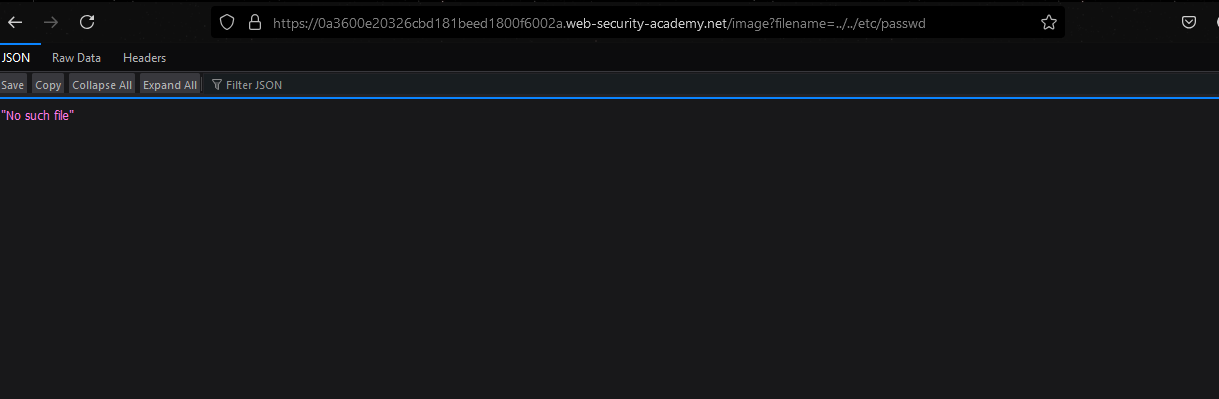 https://0a3600e20326cbd181beed1800f6002a.web-security-academy.net/image?filename=../../etc/passwd
JSON Raw Data Headers
Save Copy Collapse All Expand All Filter JSON
"No such file"